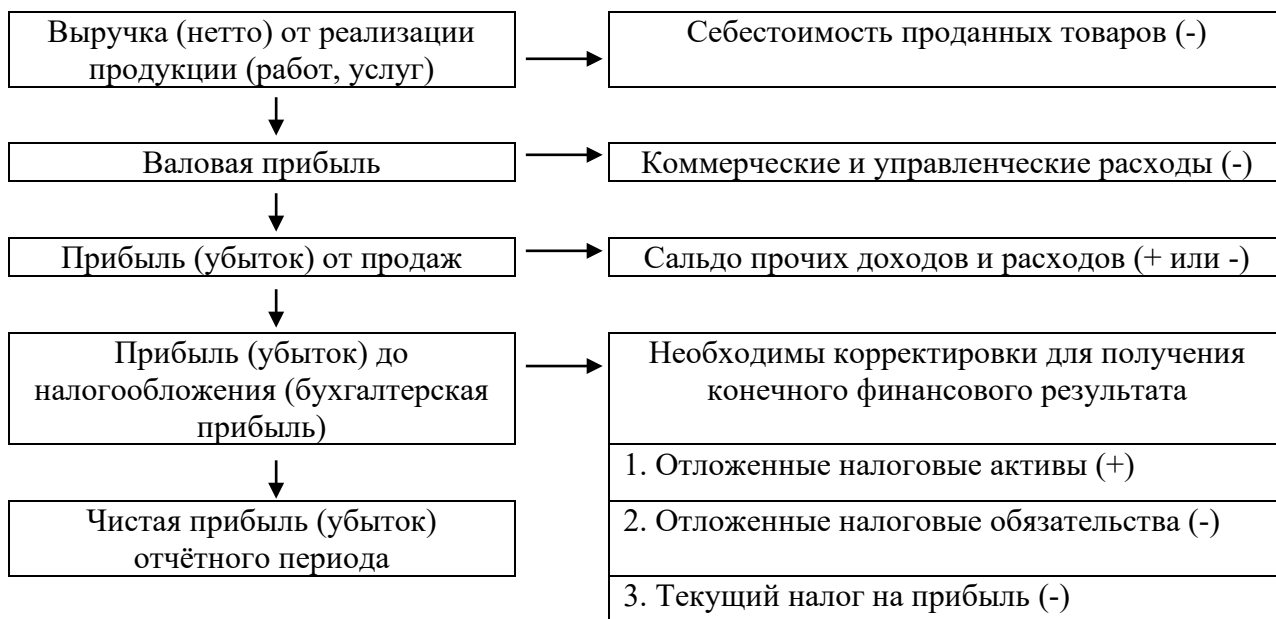 Выручка (нетто) от реализации
продукции (работ, услуг)
Себестоимость проданных товаров (-)
Валовая прибыль
Коммерческие и управленческие расходы (-)
Прибыль (убыток) от продаж
Сальдо прочих доходов и расходов (+ или -)
Прибыль (убыток) до
налогообложения (бухгалтерская
прибыль)
Необходимы корректировки для получения
конечного финансового результата
1. Отложенные налоговые активы (+)
Чистая прибыль (убыток)
отчётного периода
2. Отложенные налоговые обязательства (-)
3. Текущий налог на прибыль (-)